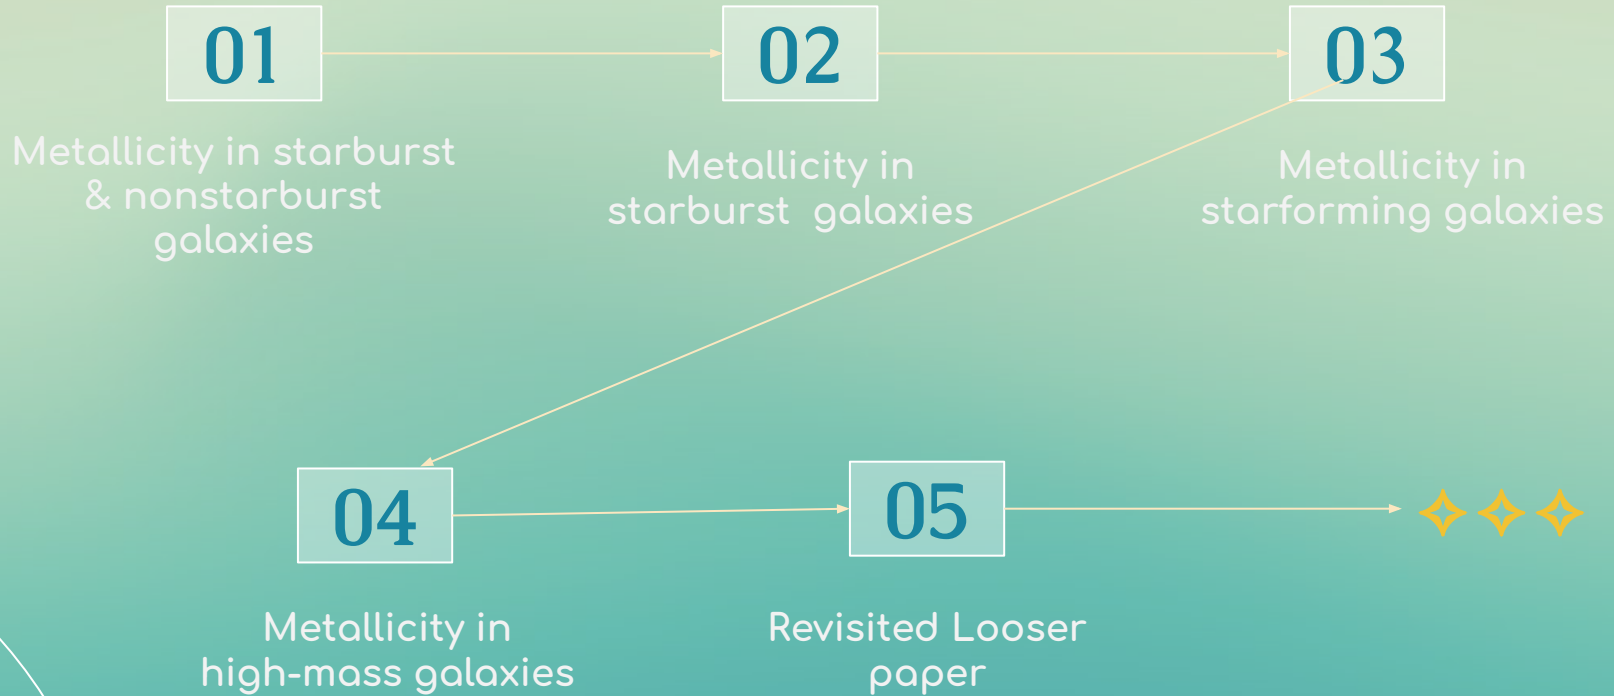 01
Metallicity in starburst
& nonstarburst
galaxies
02
Metallicity in
starburst  galaxies
03
Metallicity in
starforming galaxies
04
Metallicity in
high-mass galaxies
05
Revisited Looser
paper